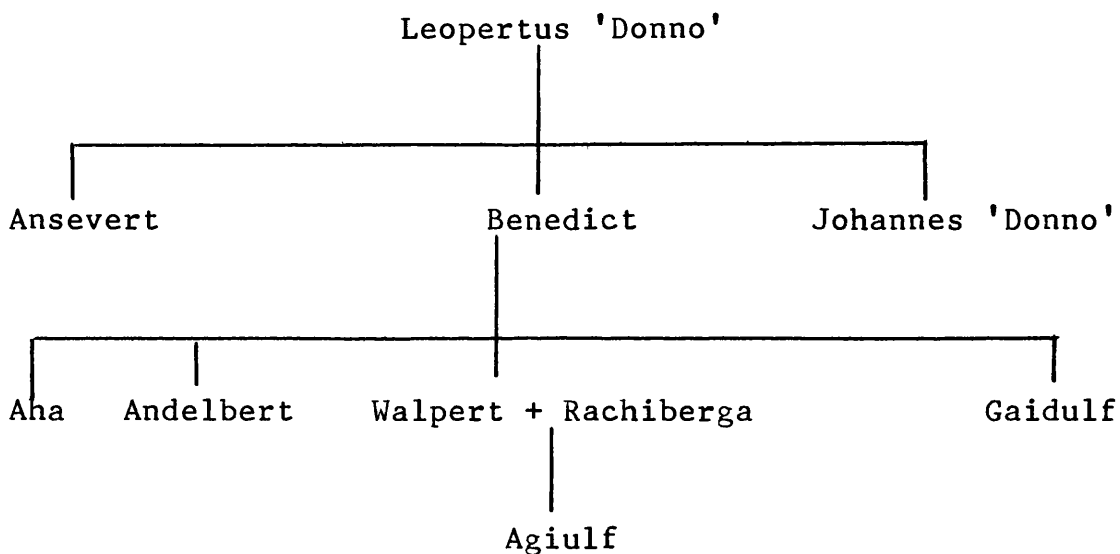 Leopertus 'Donno'
Ansevert Benedict Johannes 'Donno'
Aha Andelbert Walpert + Rachiberga Gaidulf
Agiulf